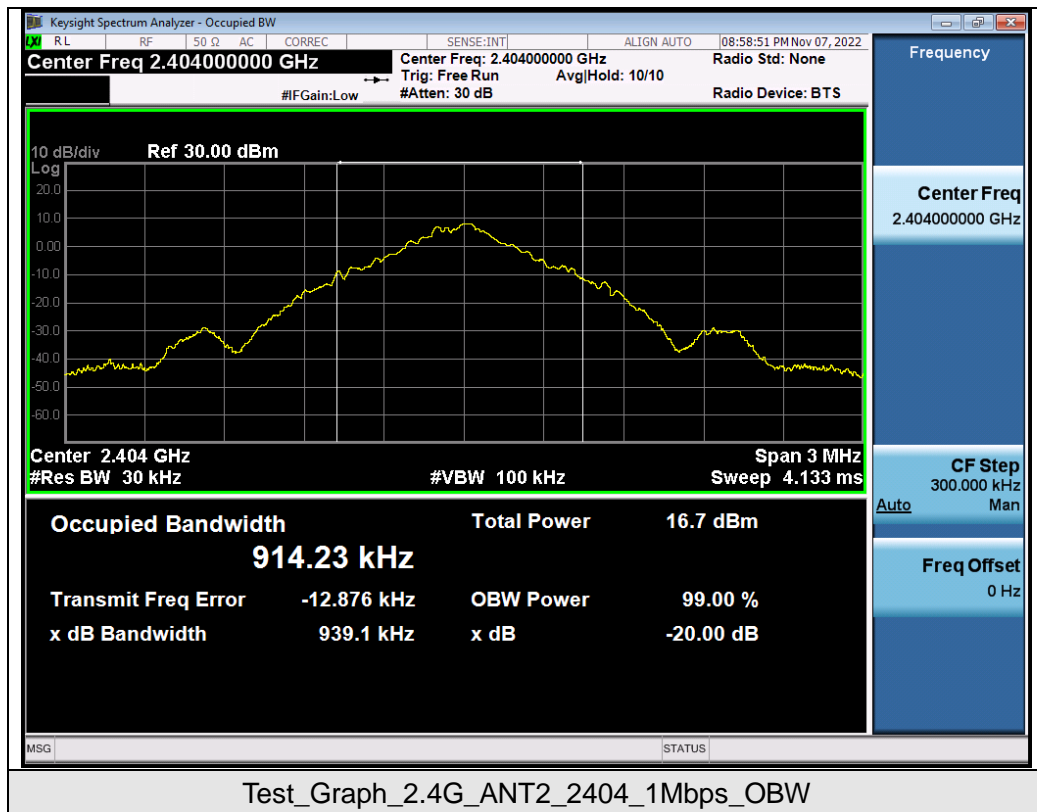 Keysight Spectrum Analyzer - Occupied BW
LXI RL RF 50 Ω AC CORREC SENSE:INT ALIGN AUTO 08:58:51 PM Nov 07, 2022
Center Freq 2.404000000 GHz
Center Freq: 2.404000000 GHz
Radio Std: None
Trig: Free Run Avg|Hold: 10/10
#IFGain:Low
#Atten: 30 dB
Radio Device: BTS
10 dB/div Ref 30.00 dBm
Log
20.0
10.0
0.00
-10.0
-20.0
-30.0
-40.0
-50.0
-60.0
Center 2.404 GHz
Span 3 MHz
#Res BW 30 kHz
#VBW 100 kHz
Sweep 4.133 ms
Occupied Bandwidth
914.23 kHz
Total Power 16.7 dBm
Transmit Freq Error -12.876 kHz
OBW Power 99.00 %
x dB Bandwidth 939.1 kHz
x dB -20.00 dB
Frequency
Center Freq
2.404000000 GHz
CF Step
300.000 kHz
Auto Man
Freq Offset
0 Hz
MSG
STATUS
Test_Graph_2.4G_ANT2_2404_1Mbps_OBW